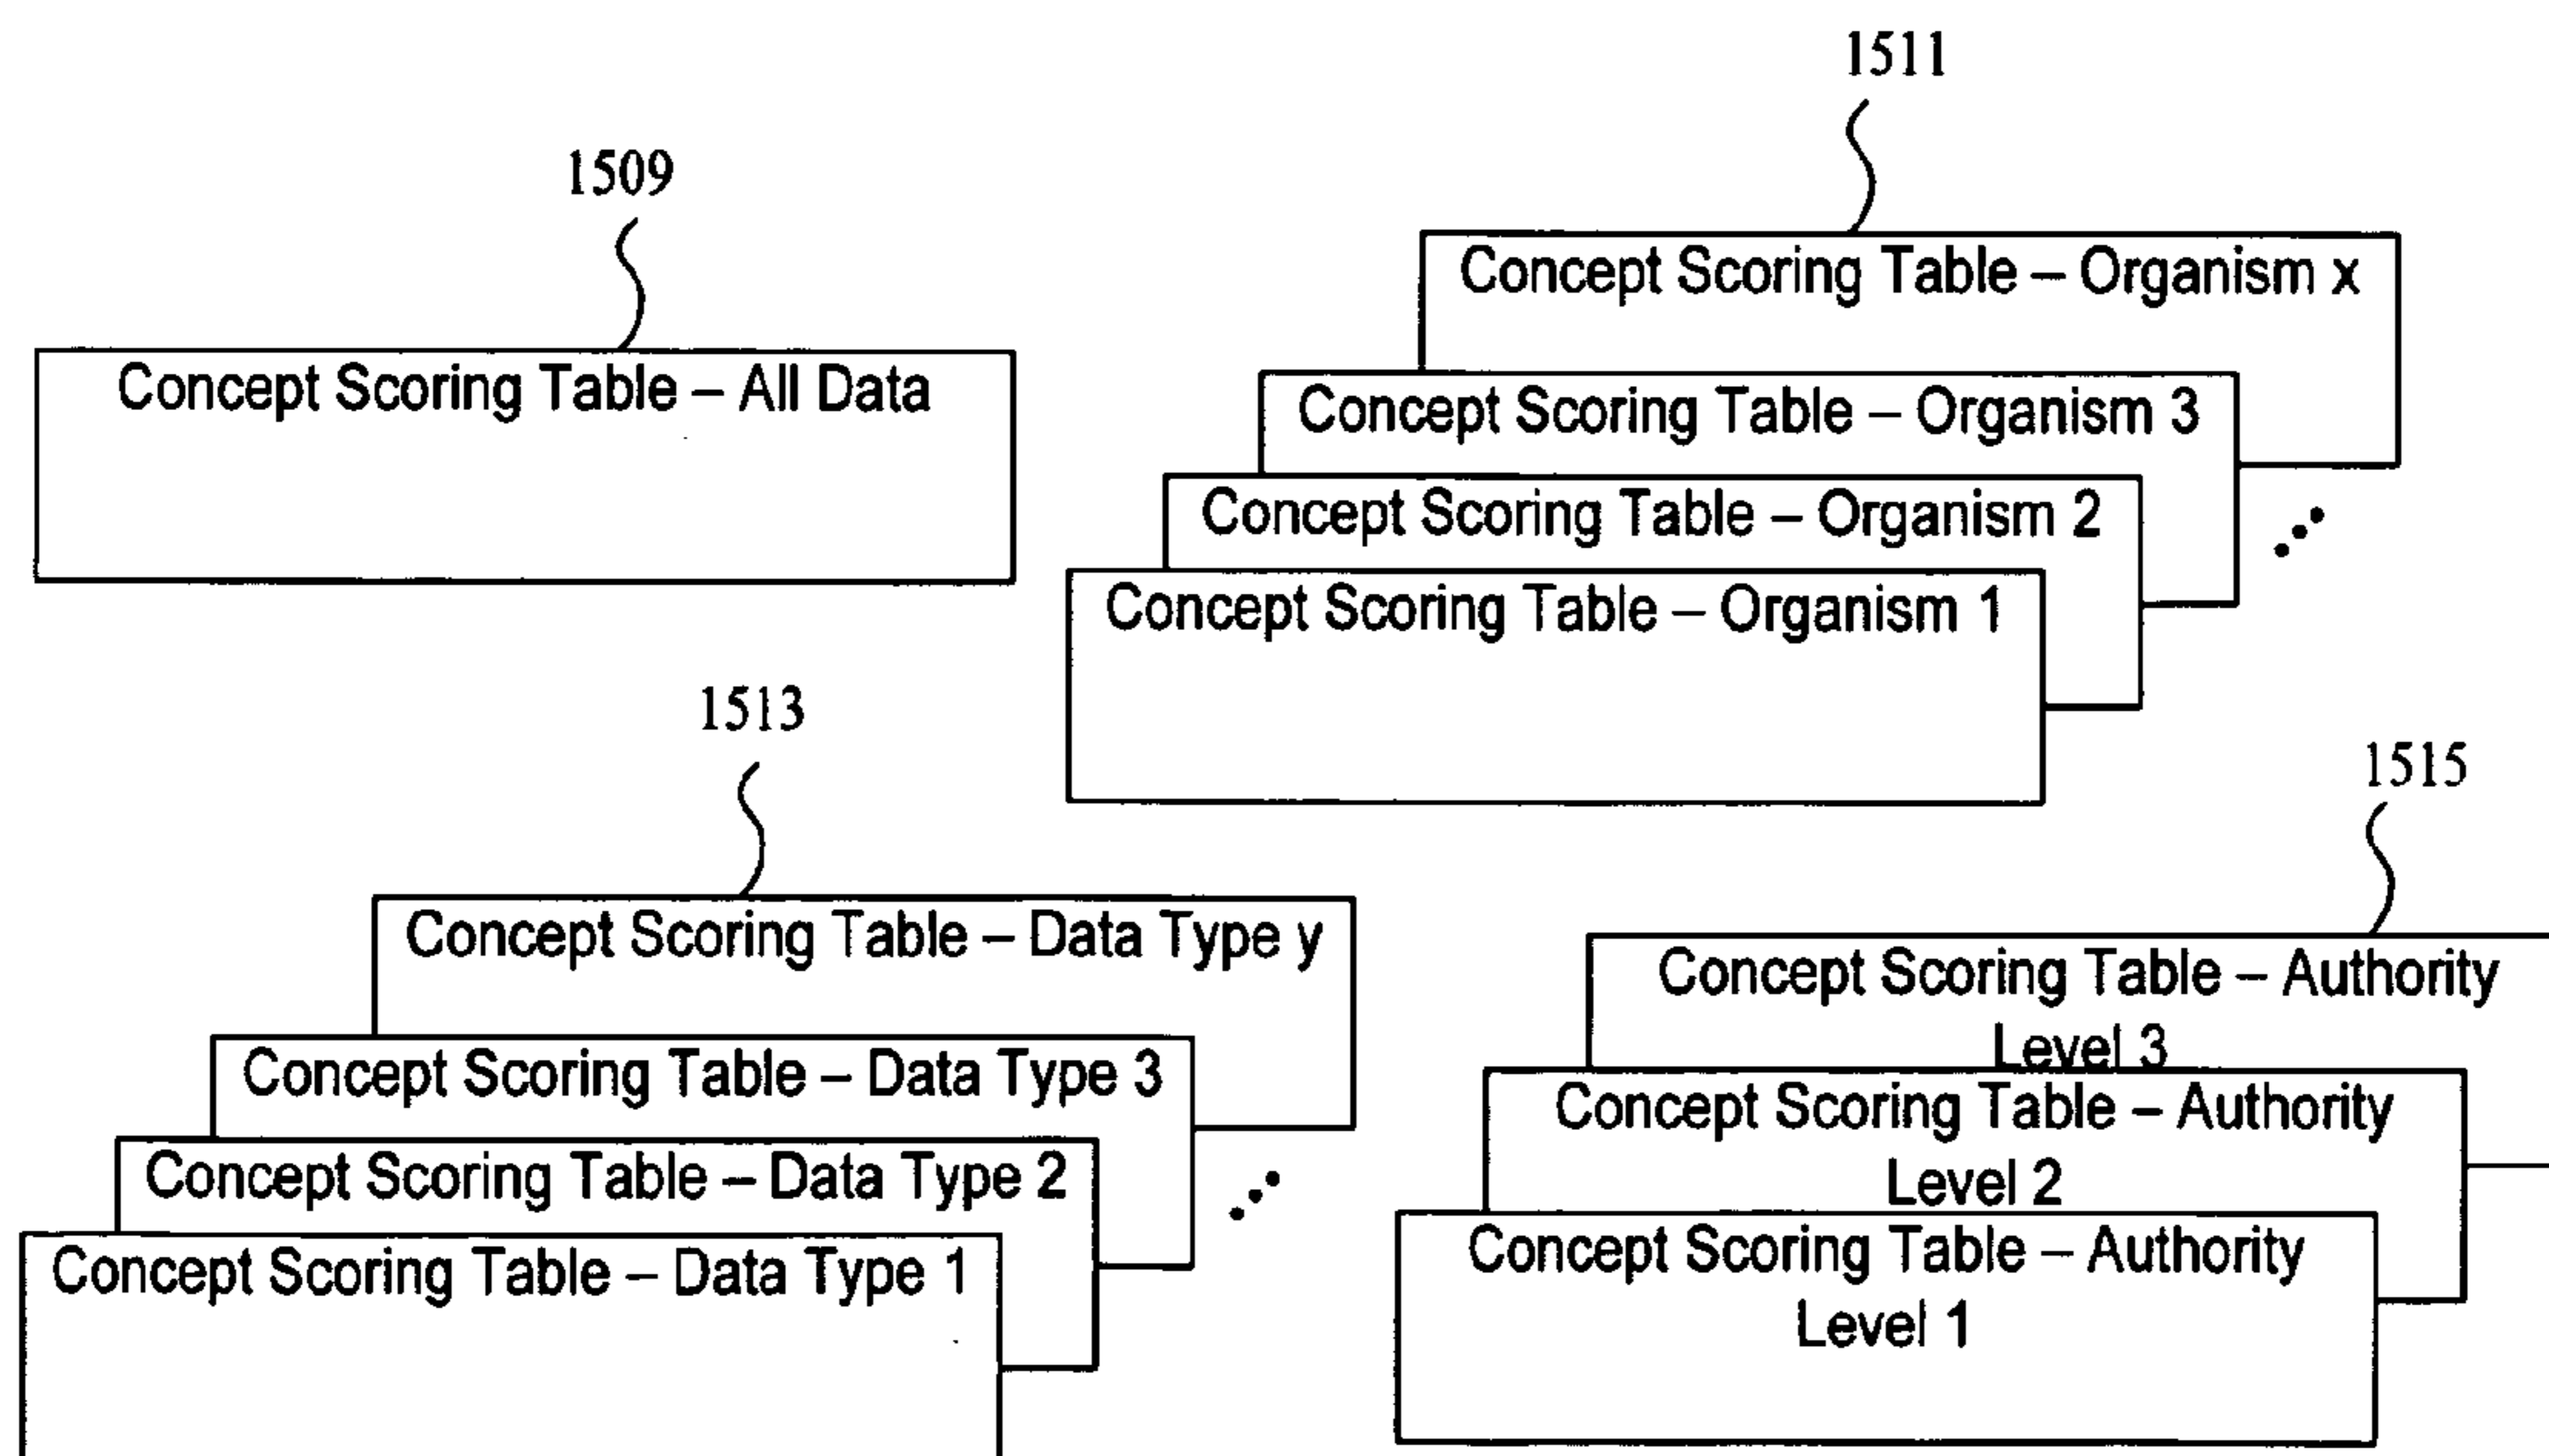 1511
1509
Concept Scoring Table – Organism x
Concept Scoring Table – All Data
Concept Scoring Table – Organism 3
Concept Scoring Table – Organism 2
Concept Scoring Table – Organism 1
1513
1515
Concept Scoring Table – Data Type y
Concept Scoring Table – Data Type 3
Concept Scoring Table – Data Type 2
Concept Scoring Table – Data Type 1
Concept Scoring Table – Authority
Level 3
Concept Scoring Table – Authority
Level 2
Concept Scoring Table – Authority
Level 1